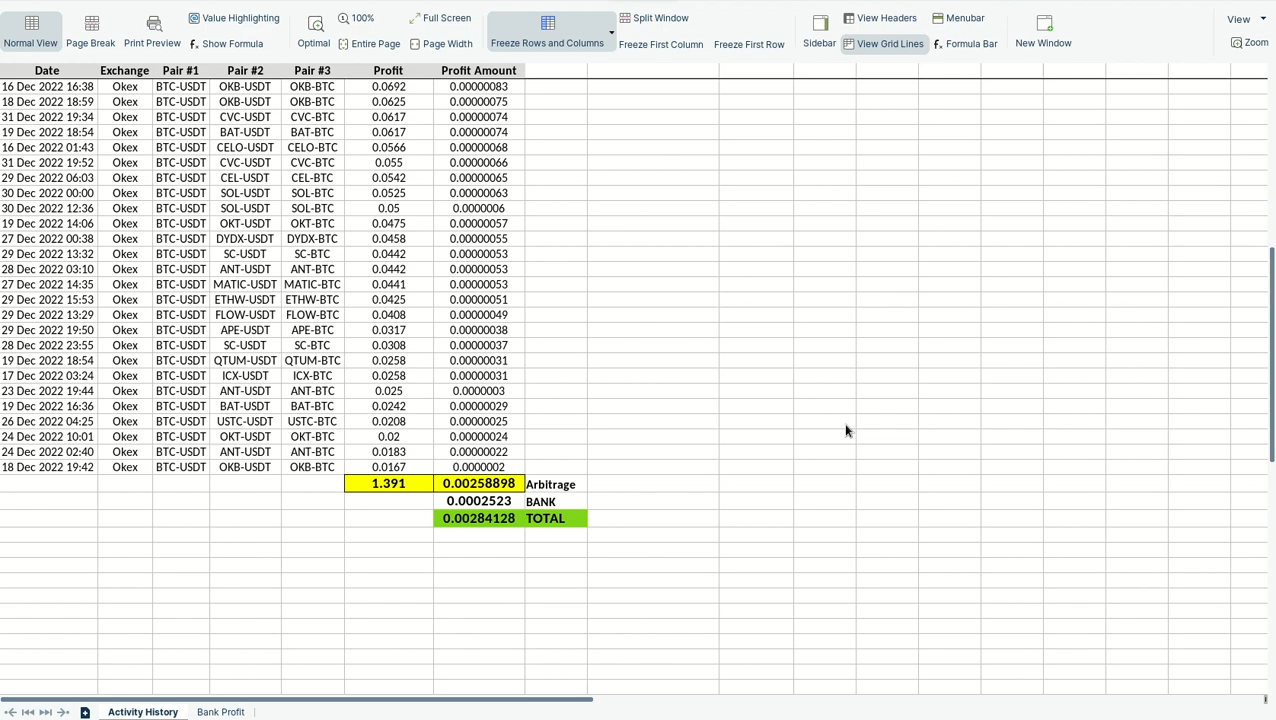 Value Highlighting 100% Full Screen Split Window View Headers Menubar View
Normal View Page Break Print Preview Show Formula Optimal Entire Page Page Width Freeze Rows and Columns Freeze First Column Freeze First Row Sidebar View Grid Lines Formula Bar New Window Zoom
Date Exchange Pair #1 Pair #2 Pair #3 Profit Profit Amount
16 Dec 2022 16:38 Okex BTC-USDT OKB-USDT OKB-BTC 0.0692 0.00000083
18 Dec 2022 18:59 Okex BTC-USDT OKB-USDT OKB-BTC 0.0625 0.00000075
31 Dec 2022 19:34 Okex BTC-USDT CVC-USDT CVC-BTC 0.0617 0.00000074
19 Dec 2022 18:54 Okex BTC-USDT BAT-USDT BAT-BTC 0.0617 0.00000074
16 Dec 2022 01:43 Okex BTC-USDT CELO-USDT CELO-BTC 0.0566 0.00000068
31 Dec 2022 19:52 Okex BTC-USDT CVC-USDT CVC-BTC 0.055 0.00000066
29 Dec 2022 06:03 Okex BTC-USDT CEL-USDT CEL-BTC 0.0542 0.00000065
30 Dec 2022 00:00 Okex BTC-USDT SOL-USDT SOL-BTC 0.0525 0.00000063
30 Dec 2022 12:36 Okex BTC-USDT SOL-USDT SOL-BTC 0.05 0.0000006
19 Dec 2022 14:06 Okex BTC-USDT OKT-USDT OKT-BTC 0.0475 0.00000057
27 Dec 2022 00:38 Okex BTC-USDT DYDX-USDT DYDX-BTC 0.0458 0.00000055
29 Dec 2022 13:32 Okex BTC-USDT SC-USDT SC-BTC 0.0442 0.00000053
28 Dec 2022 03:10 Okex BTC-USDT ANT-USDT ANT-BTC 0.0442 0.00000053
27 Dec 2022 14:35 Okex BTC-USDT MATIC-USDT MATIC-BTC 0.0441 0.00000053
29 Dec 2022 15:53 Okex BTC-USDT ETHW-USDT ETHW-BTC 0.0425 0.00000051
29 Dec 2022 13:29 Okex BTC-USDT FLOW-USDT FLOW-BTC 0.0408 0.00000049
29 Dec 2022 19:50 Okex BTC-USDT APE-USDT APE-BTC 0.0317 0.00000038
28 Dec 2022 23:55 Okex BTC-USDT SC-USDT SC-BTC 0.0308 0.00000037
19 Dec 2022 18:54 Okex BTC-USDT QTUM-USDT QTUM-BTC 0.0258 0.00000031
17 Dec 2022 03:24 Okex BTC-USDT ICX-USDT ICX-BTC 0.0258 0.00000031
23 Dec 2022 19:44 Okex BTC-USDT ANT-USDT ANT-BTC 0.025 0.0000003
19 Dec 2022 16:36 Okex BTC-USDT BAT-USDT BAT-BTC 0.0242 0.00000029
26 Dec 2022 04:25 Okex BTC-USDT USTC-USDT USTC-BTC 0.0208 0.00000025
24 Dec 2022 10:01 Okex BTC-USDT OKT-USDT OKT-BTC 0.02 0.00000024
24 Dec 2022 02:40 Okex BTC-USDT ANT-USDT ANT-BTC 0.0183 0.00000022
18 Dec 2022 19:42 Okex BTC-USDT OKB-USDT OKB-BTC 0.0167 0.0000002
1.391 0.00258898 Arbitrage
0.0002523 BANK
0.00284128 TOTAL
Activity History Bank Profit